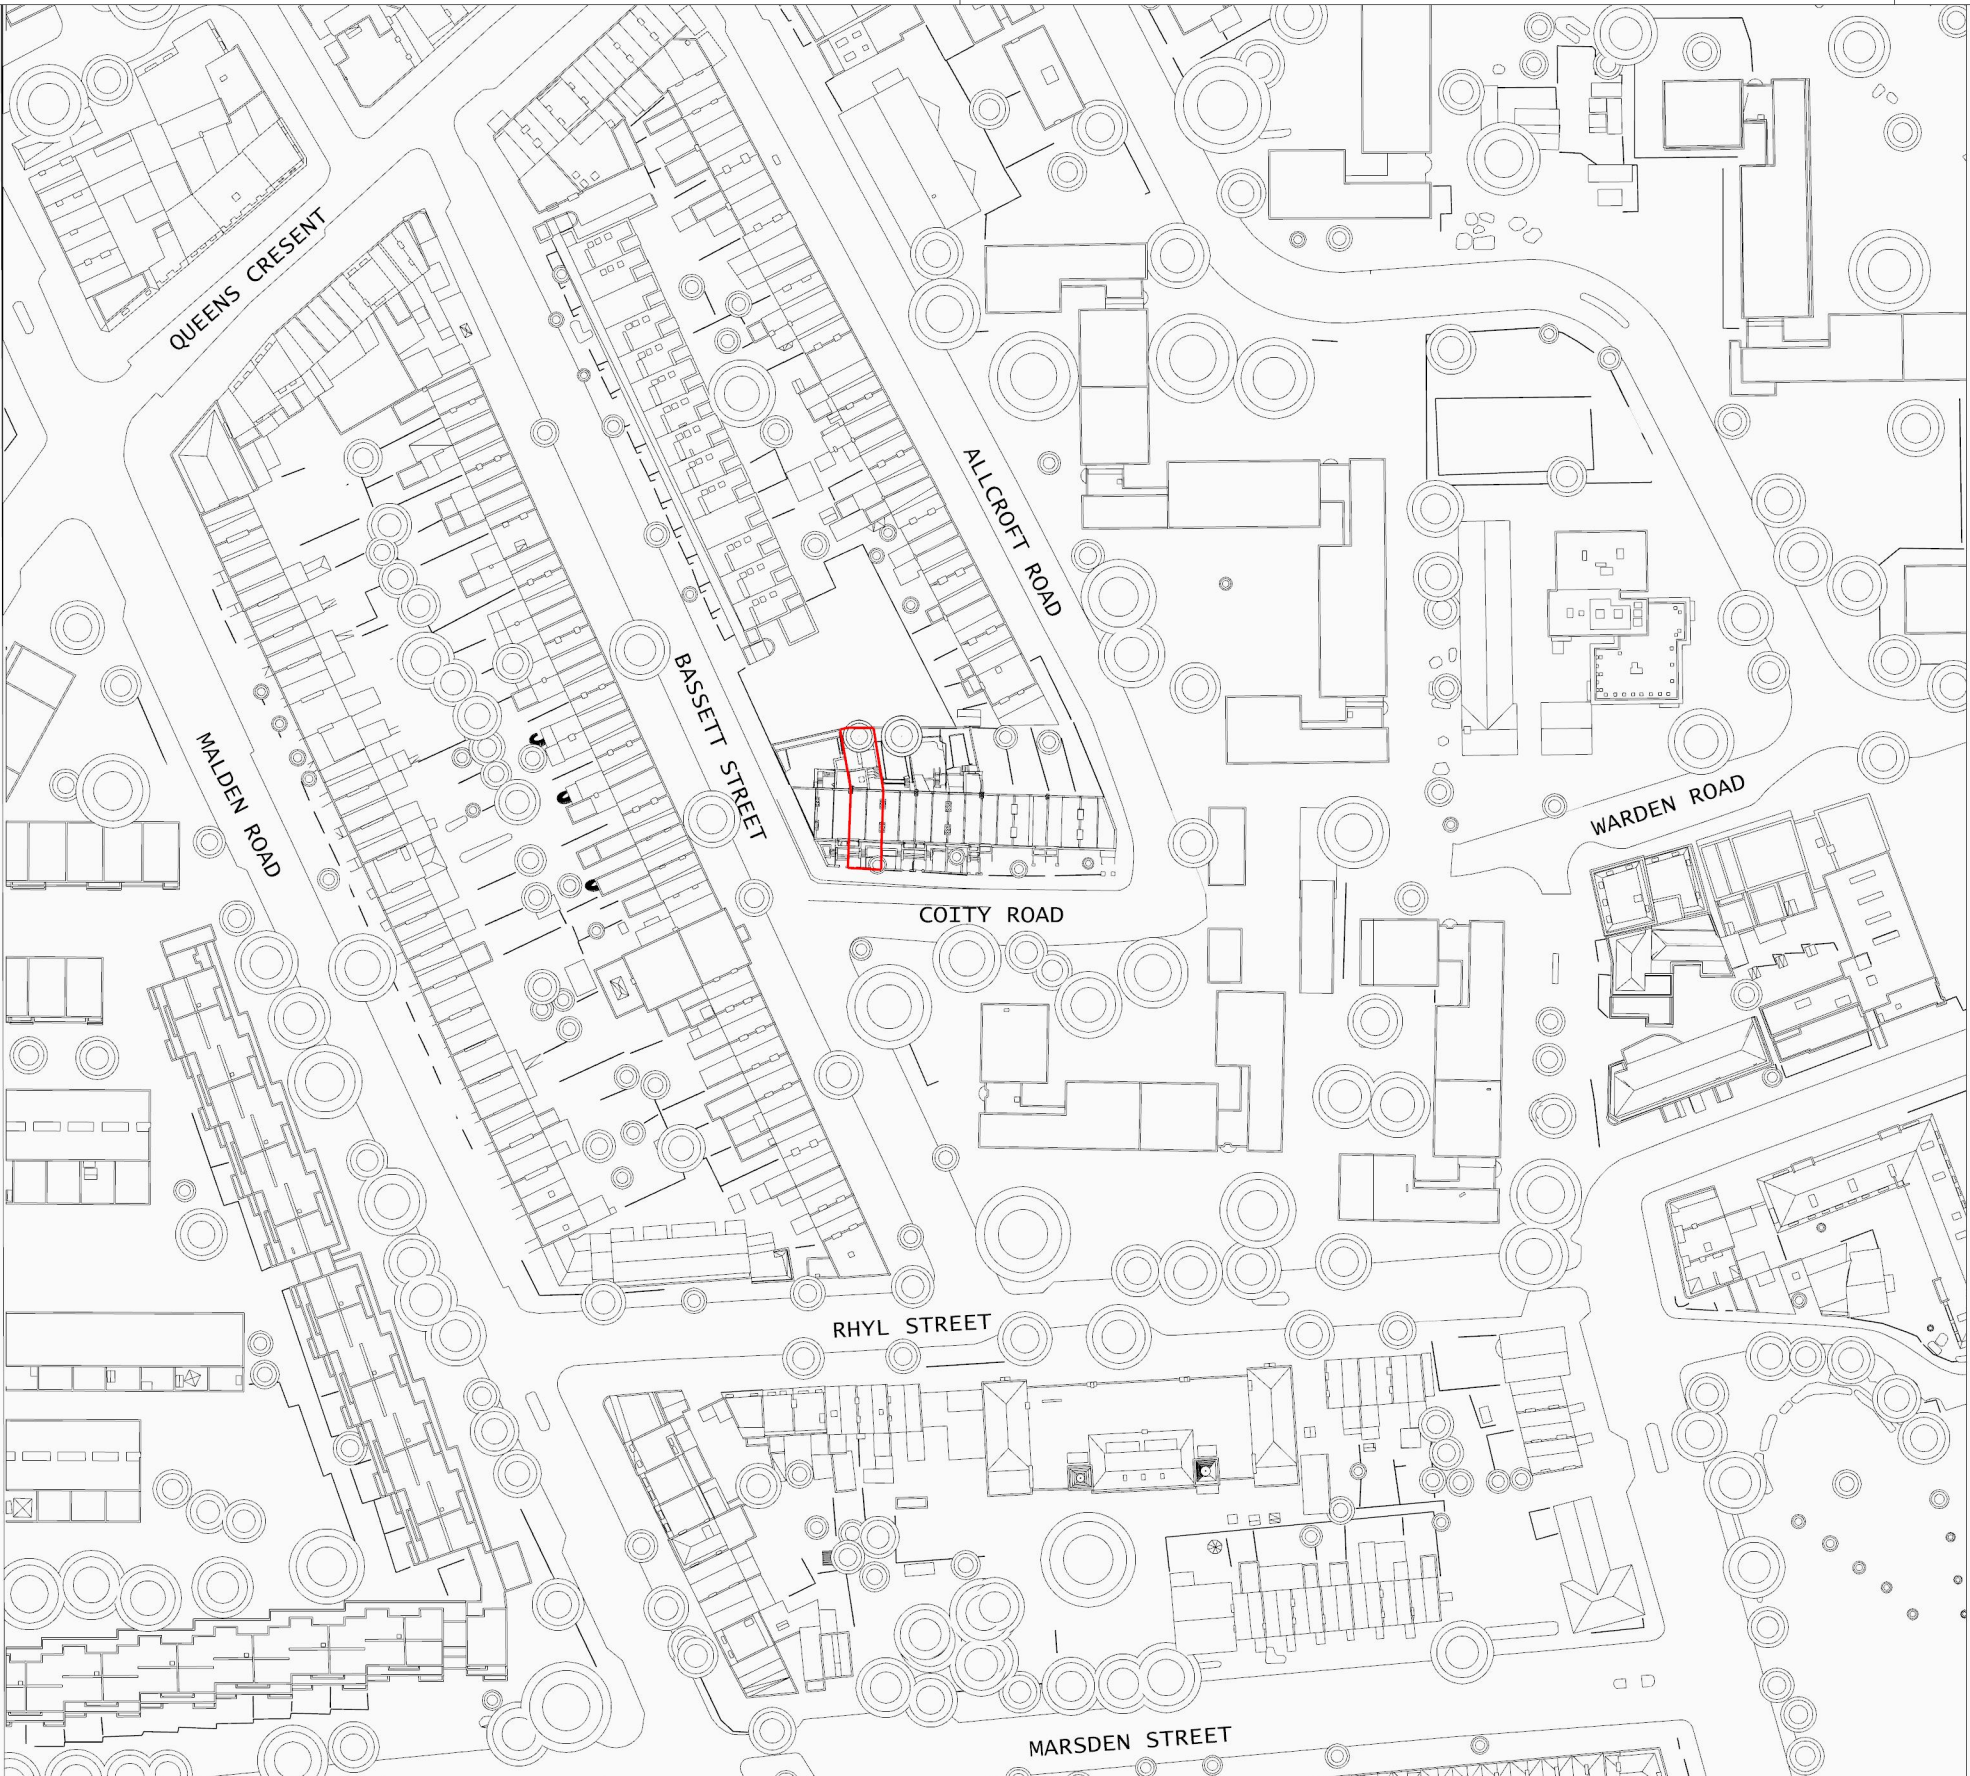 QUEENS CRESENT
ALLCROFT ROAD
BASSETT STREET
MALDEN ROAD
WARDEN ROAD
COITY ROAD
RHYL STREET
MARSDEN STREET